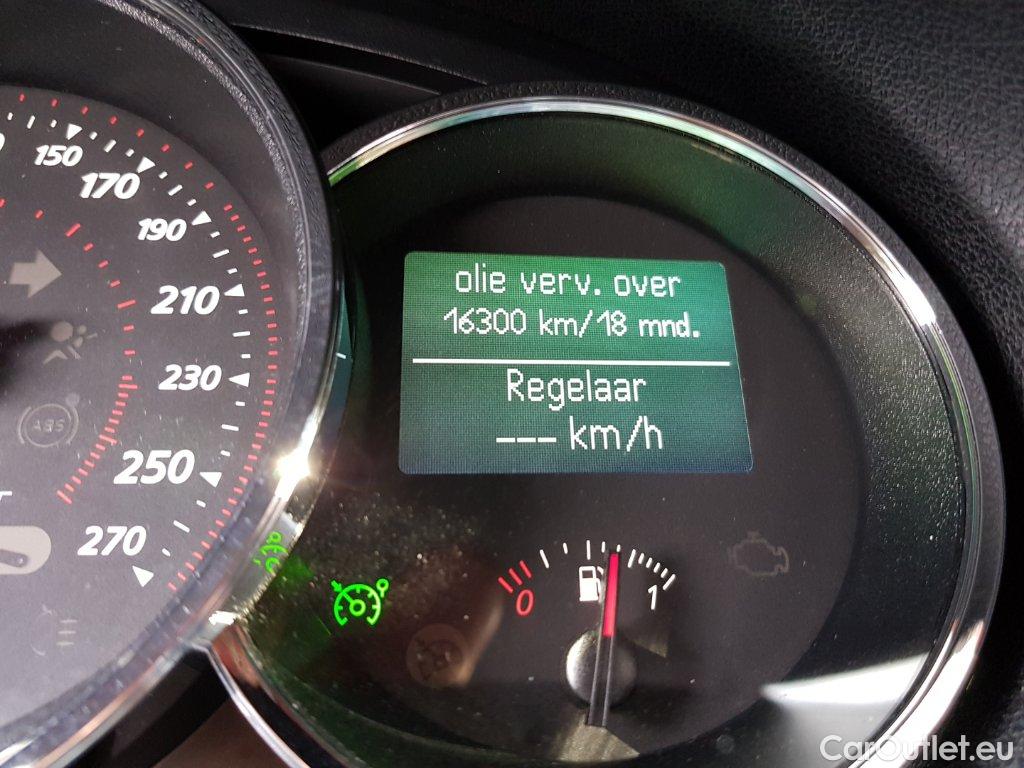 150
170
190
210
230
250
270
ABS
olie verv. over
16300 km/18 mnd.
Regelaar
--- km/h
0
1
CarOutlet.eu